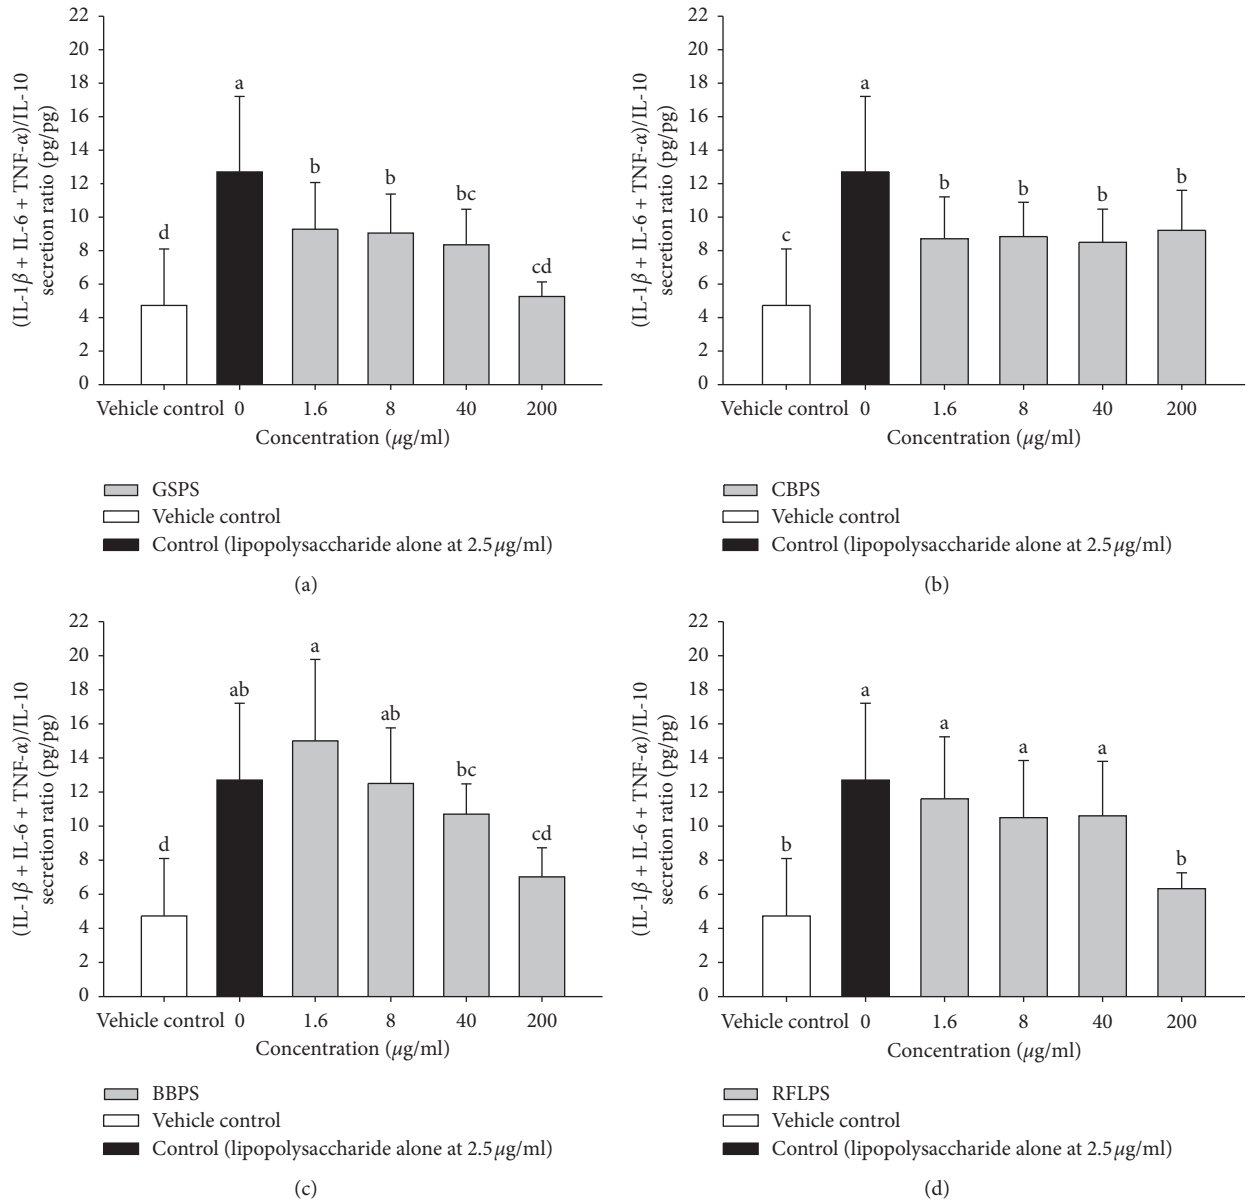 (IL-1β + IL-6 + TNF-α)/IL-10
secretion ratio (pg/pg)
22
20
18
16
14
12
10
8
6
4
2
0
d
a
b
b
bc
cd
Vehicle control 0 1.6 8 40 200
Concentration (μg/ml)
GSPS
Vehicle control
Control (lipopolysaccharide alone at 2.5 μg/ml)
(a)
(IL-1β + IL-6 + TNF-α)/IL-10
secretion ratio (pg/pg)
22
20
18
16
14
12
10
8
6
4
2
0
c
a
b
b
b
b
Vehicle control 0 1.6 8 40 200
Concentration (μg/ml)
CBPS
Vehicle control
Control (lipopolysaccharide alone at 2.5 μg/ml)
(b)
(IL-1β + IL-6 + TNF-α)/IL-10
secretion ratio (pg/pg)
22
20
18
16
14
12
10
8
6
4
2
0
d
ab
a
ab
bc
cd
Vehicle control 0 1.6 8 40 200
Concentration (μg/ml)
BBPS
Vehicle control
Control (lipopolysaccharide alone at 2.5 μg/ml)
(c)
(IL-1β + IL-6 + TNF-α)/IL-10
secretion ratio (pg/pg)
22
20
18
16
14
12
10
8
6
4
2
0
b
a
a
a
a
b
Vehicle control 0 1.6 8 40 200
Concentration (μg/ml)
RFLPS
Vehicle control
Control (lipopolysaccharide alone at 2.5 μg/ml)
(d)